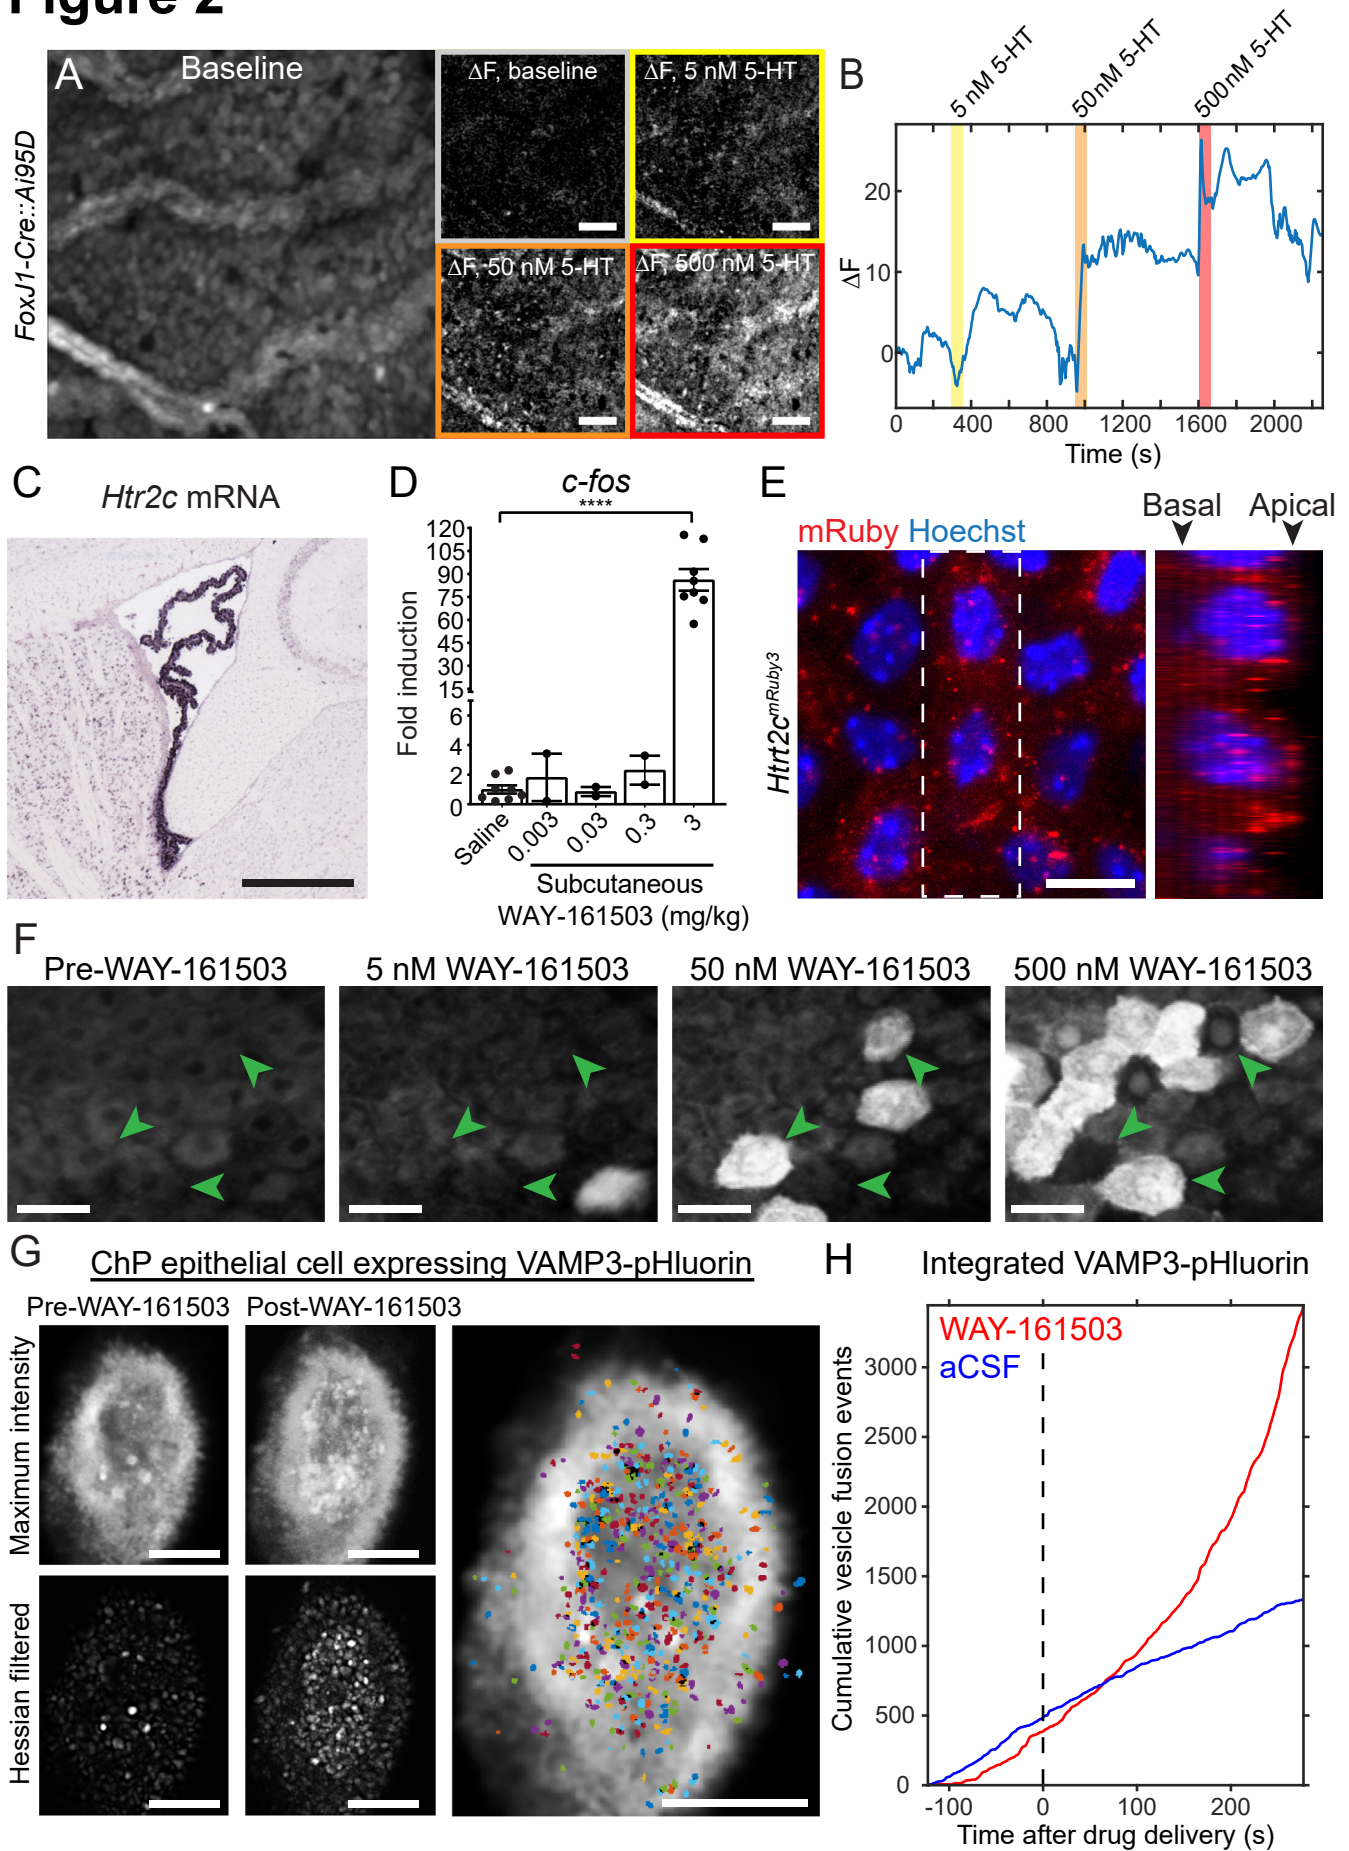 Figure 2
A
Baseline
ΔF, baseline
ΔF, 5 nM 5-HT
ΔF, 50 nM 5-HT
ΔF, 500 nM 5-HT
FoxJ1-Cre::Ai95D
B
5 nM 5-HT
50 nM 5-HT
500 nM 5-HT
ΔF
20
10
0
0 400 800 1200 1600 2000
Time (s)
C
Htr2c mRNA
D
c-fos
****
Fold induction
120
105
90
75
60
45
30
15
6
4
2
0
Saline 0.003 0.03 0.3 3
Subcutaneous
WAY-161503 (mg/kg)
E
mRuby Hoechst
Basal Apical
Htrt2cmRuby3
F
Pre-WAY-161503
5 nM WAY-161503
50 nM WAY-161503
500 nM WAY-161503
G
ChP epithelial cell expressing VAMP3-pHluorin
Pre-WAY-161503 Post-WAY-161503
Maximum intensity
Hessian filtered
H
Integrated VAMP3-pHluorin
WAY-161503
aCSF
Cumulative vesicle fusion events
3000
2500
2000
1500
1000
500
0
-100 0 100 200
Time after drug delivery (s)